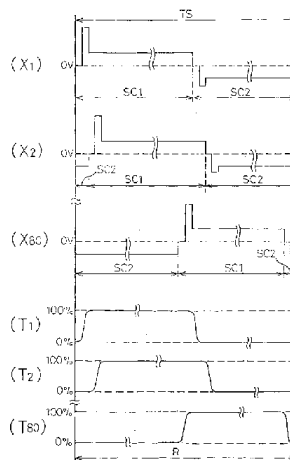 TS
(X1)
0V
SC1
SC2
(X2)
0V
SC2
SC1
SC2
(X80)
0V
SC2
SC1
SC2
(T1)
100%
0%
(T2)
100%
0%
(T80)
100%
0%
R